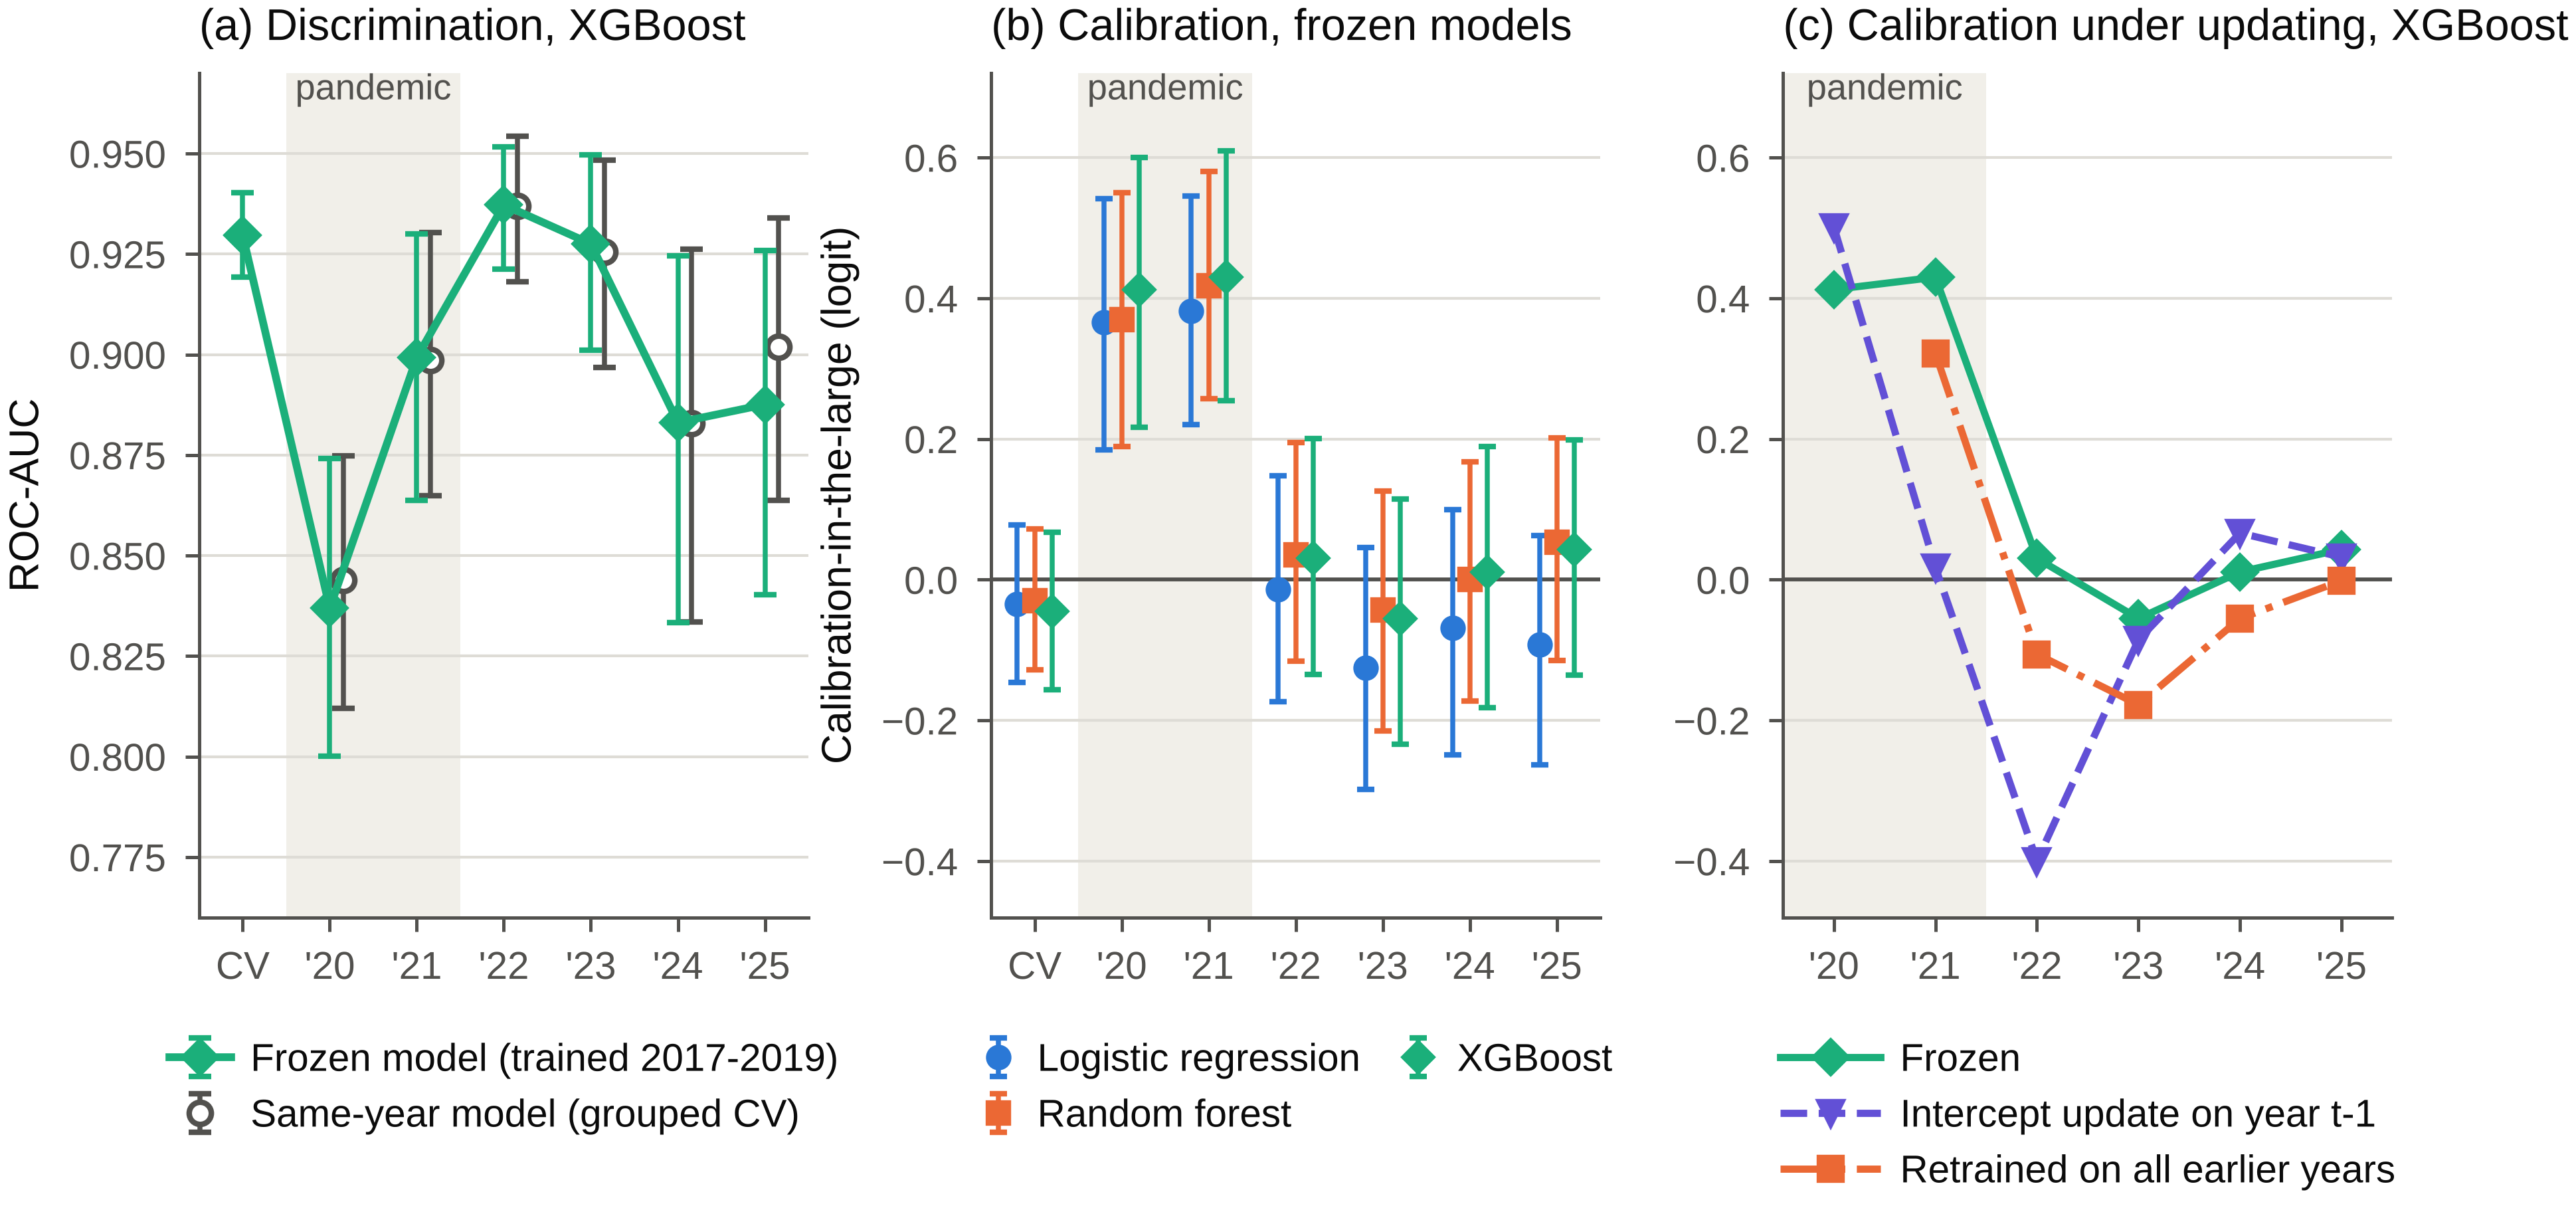 (a) Discrimination, XGBoost
pandemic
ROC-AUC
0.950
0.925
0.900
0.875
0.850
0.825
0.800
0.775
CV '20 '21 '22 '23 '24 '25
Frozen model (trained 2017-2019)
Same-year model (grouped CV)
(b) Calibration, frozen models
pandemic
Calibration-in-the-large (logit)
0.6
0.4
0.2
0.0
−0.2
−0.4
CV '20 '21 '22 '23 '24 '25
Logistic regression
Random forest
XGBoost
(c) Calibration under updating, XGBoost
pandemic
0.6
0.4
0.2
0.0
−0.2
−0.4
'20 '21 '22 '23 '24 '25
Frozen
Intercept update on year t-1
Retrained on all earlier years